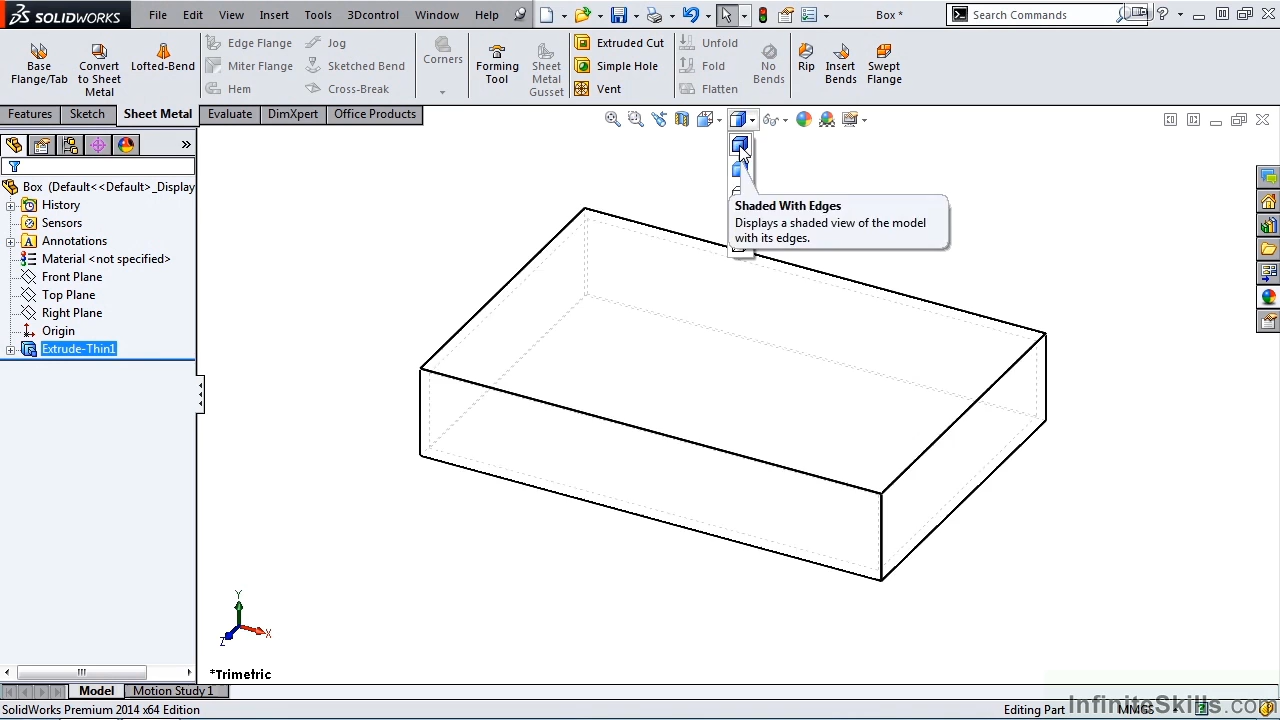 SOLIDWORKS
File Edit View Insert Tools 3Dcontrol Window Help
Box *
Search Commands
Base Flange/Tab
Convert to Sheet Metal
Lofted-Bend
Edge Flange
Miter Flange
Hem
Jog
Sketched Bend
Cross-Break
Corners
Forming Tool
Sheet Metal Gusset
Extruded Cut
Simple Hole
Vent
Unfold
Fold
Flatten
No Bends
Rip
Insert Bends
Swept Flange
Features Sketch Sheet Metal Evaluate DimXpert Office Products
Box (Default<<Default>_Display
History
Sensors
Annotations
Material <not specified>
Front Plane
Top Plane
Right Plane
Origin
Extrude-Thin1
Shaded With Edges
Displays a shaded view of the model
with its edges.
Y
X
Z
*Trimetric
Model Motion Study 1
SolidWorks Premium 2014 x64 Edition
Editing Part
MMGS
InfiniteSkills.com